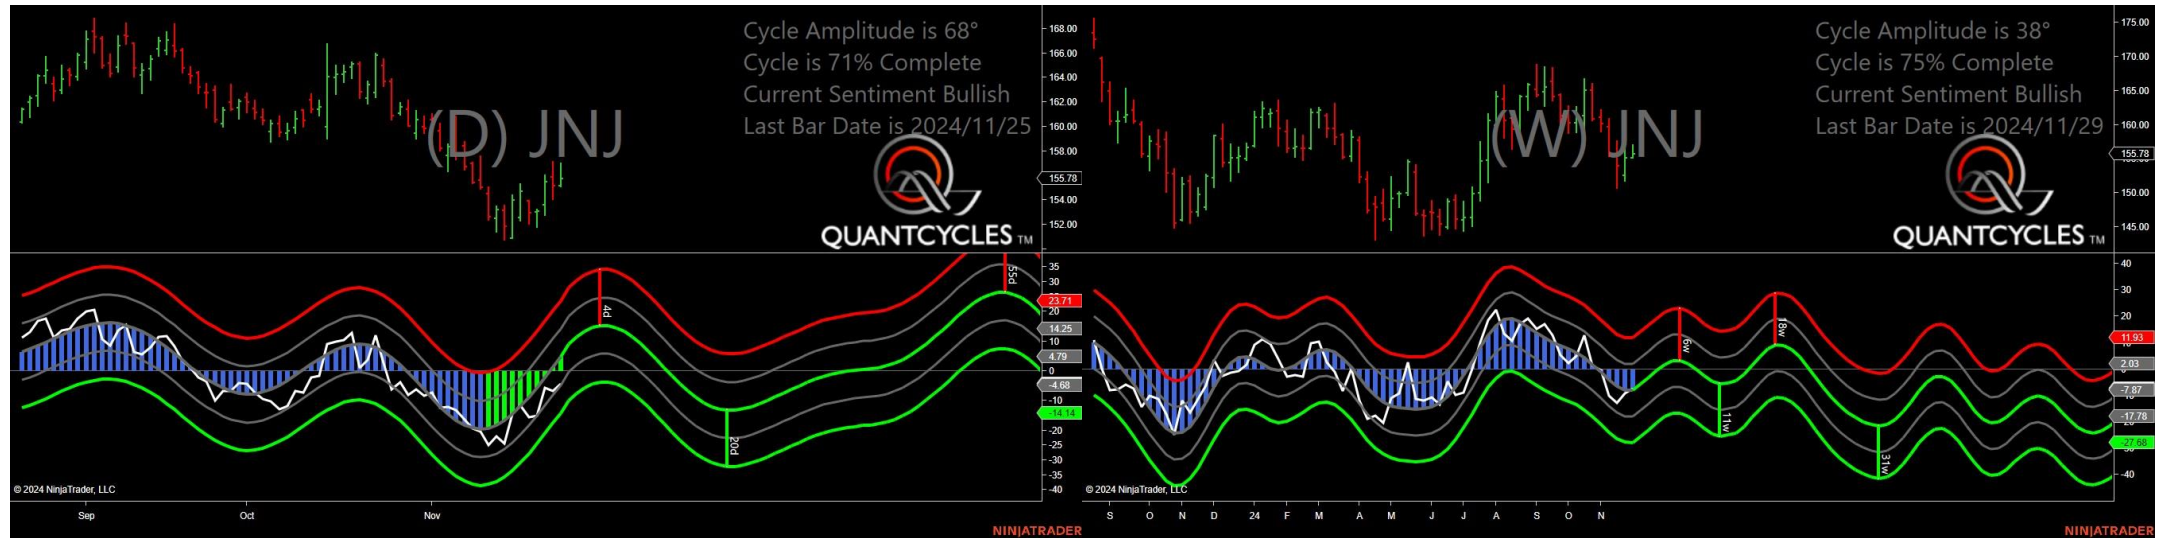 Cycle Amplitude is 68°
Cycle is 71% Complete
Current Sentiment Bullish
Last Bar Date is 2024/11/25
(D) JNJ
QUANTCYCLES TM
168.00
166.00
164.00
162.00
160.00
158.00
155.78
154.00
152.00
35
30
23.71
14.25
10
4.79
0
-4.68
-10
-14.14
-20
-25
-30
-35
-40
4d
20d
55d
© 2024 NinjaTrader, LLC
Sep
Oct
Nov
NINJATRADER
Cycle Amplitude is 38°
Cycle is 75% Complete
Current Sentiment Bullish
Last Bar Date is 2024/11/29
(W) JNJ
QUANTCYCLES TM
175.00
170.00
165.00
160.00
155.78
150.00
145.00
40
30
20
11.93
2.03
-7.87
-17.78
-27.68
-40
6w
11w
18w
31w
© 2024 NinjaTrader, LLC
S O N D 24 F M A M J J A S O N
NINJATRADER